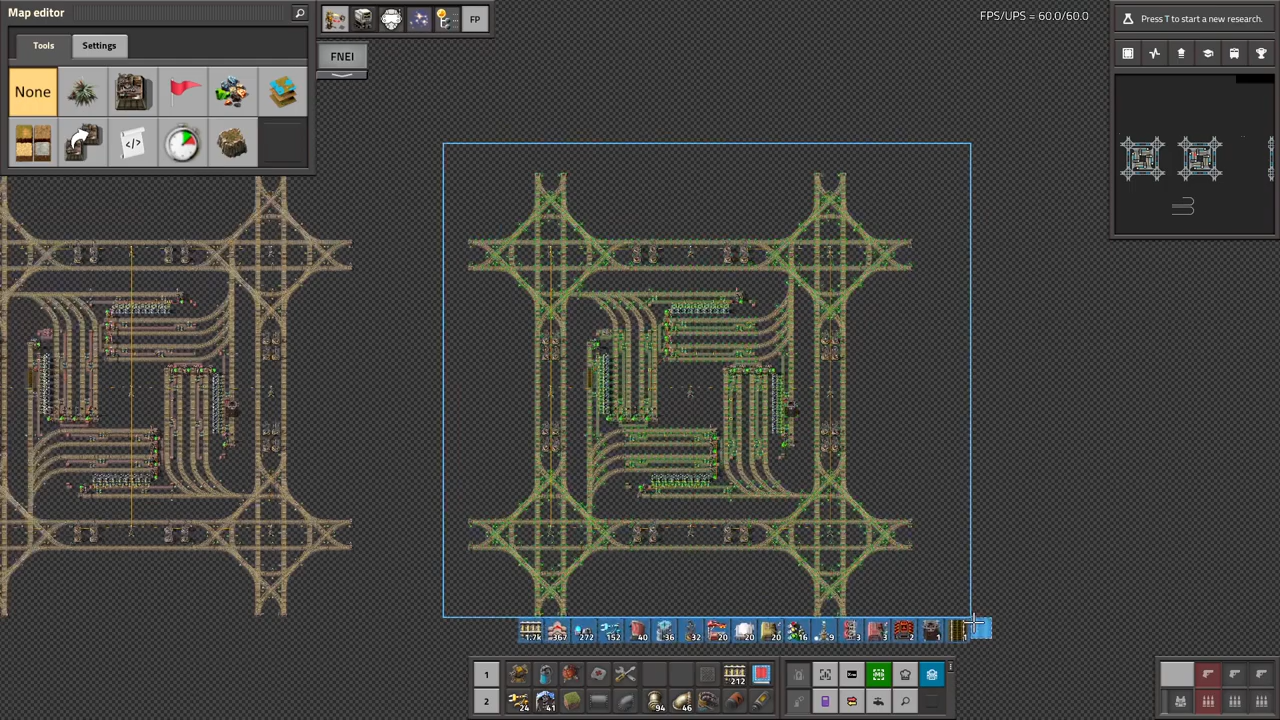 Map editor
FP
FPS/UPS = 60.0/60.0
Press T to start a new research.
Tools
Settings
FNEI
None
</>
1.7k
367
272
152
40
36
32
20
20
20
16
9
3
3
2
1
1
212
2
24
41
94
46